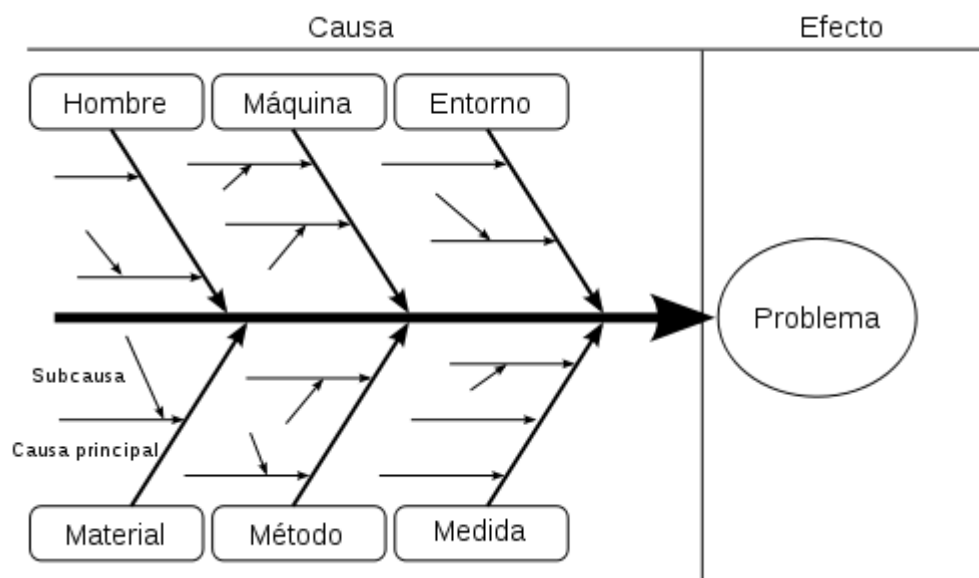 Causa
Efecto
Hombre
Máquina
Entorno
Problema
Subcausa
Causa principal
Material
Método
Medida